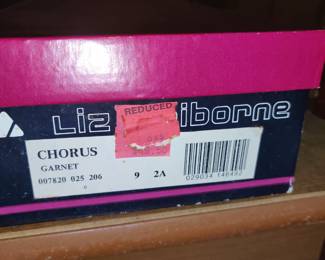 REDUCED
Liz iborne
CHORUS
GARNET
007820 025 206
9 2A